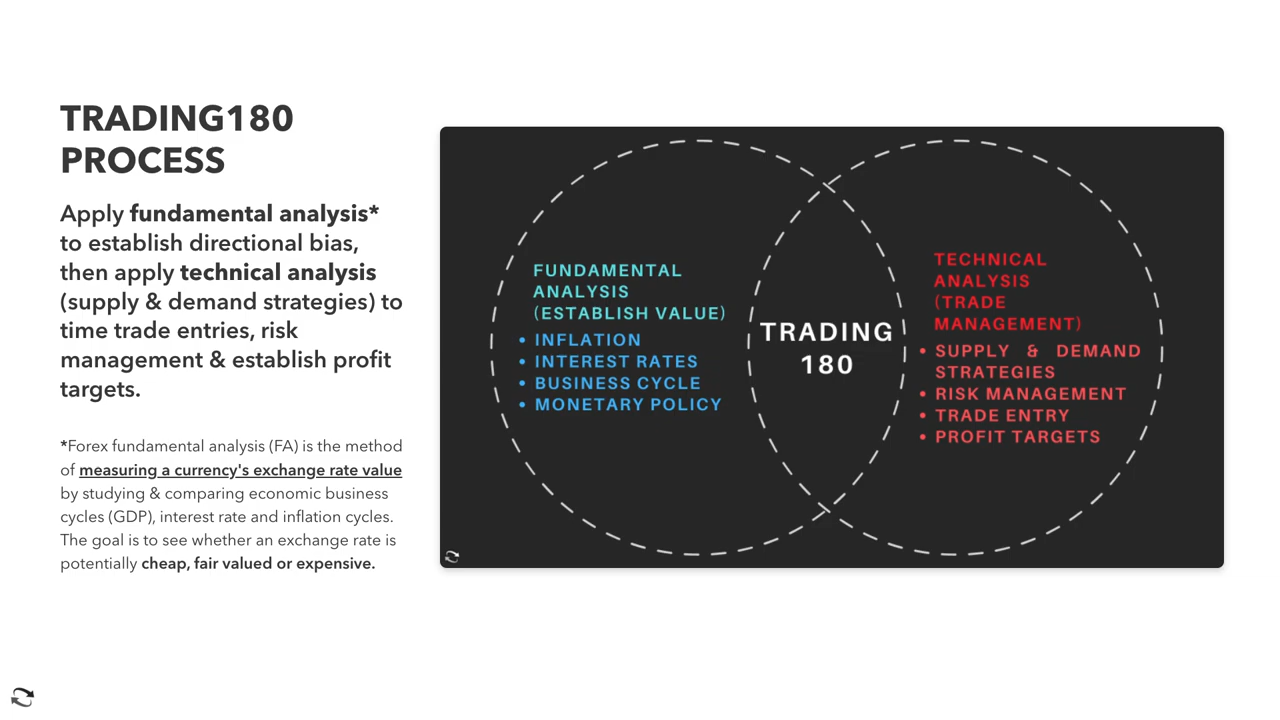 TRADING180
PROCESS
Apply fundamental analysis*
to establish directional bias,
then apply technical analysis
(supply & demand strategies) to
time trade entries, risk
management & establish profit
targets.
*Forex fundamental analysis (FA) is the method
of measuring a currency's exchange rate value
by studying & comparing economic business
cycles (GDP), interest rate and inflation cycles.
The goal is to see whether an exchange rate is
potentially cheap, fair valued or expensive.
FUNDAMENTAL
ANALYSIS
(ESTABLISH VALUE)
• INFLATION
• INTEREST RATES
• BUSINESS CYCLE
• MONETARY POLICY
TRADING
180
TECHNICAL
ANALYSIS
(TRADE
MANAGEMENT)
• SUPPLY & DEMAND
STRATEGIES
• RISK MANAGEMENT
• TRADE ENTRY
• PROFIT TARGETS